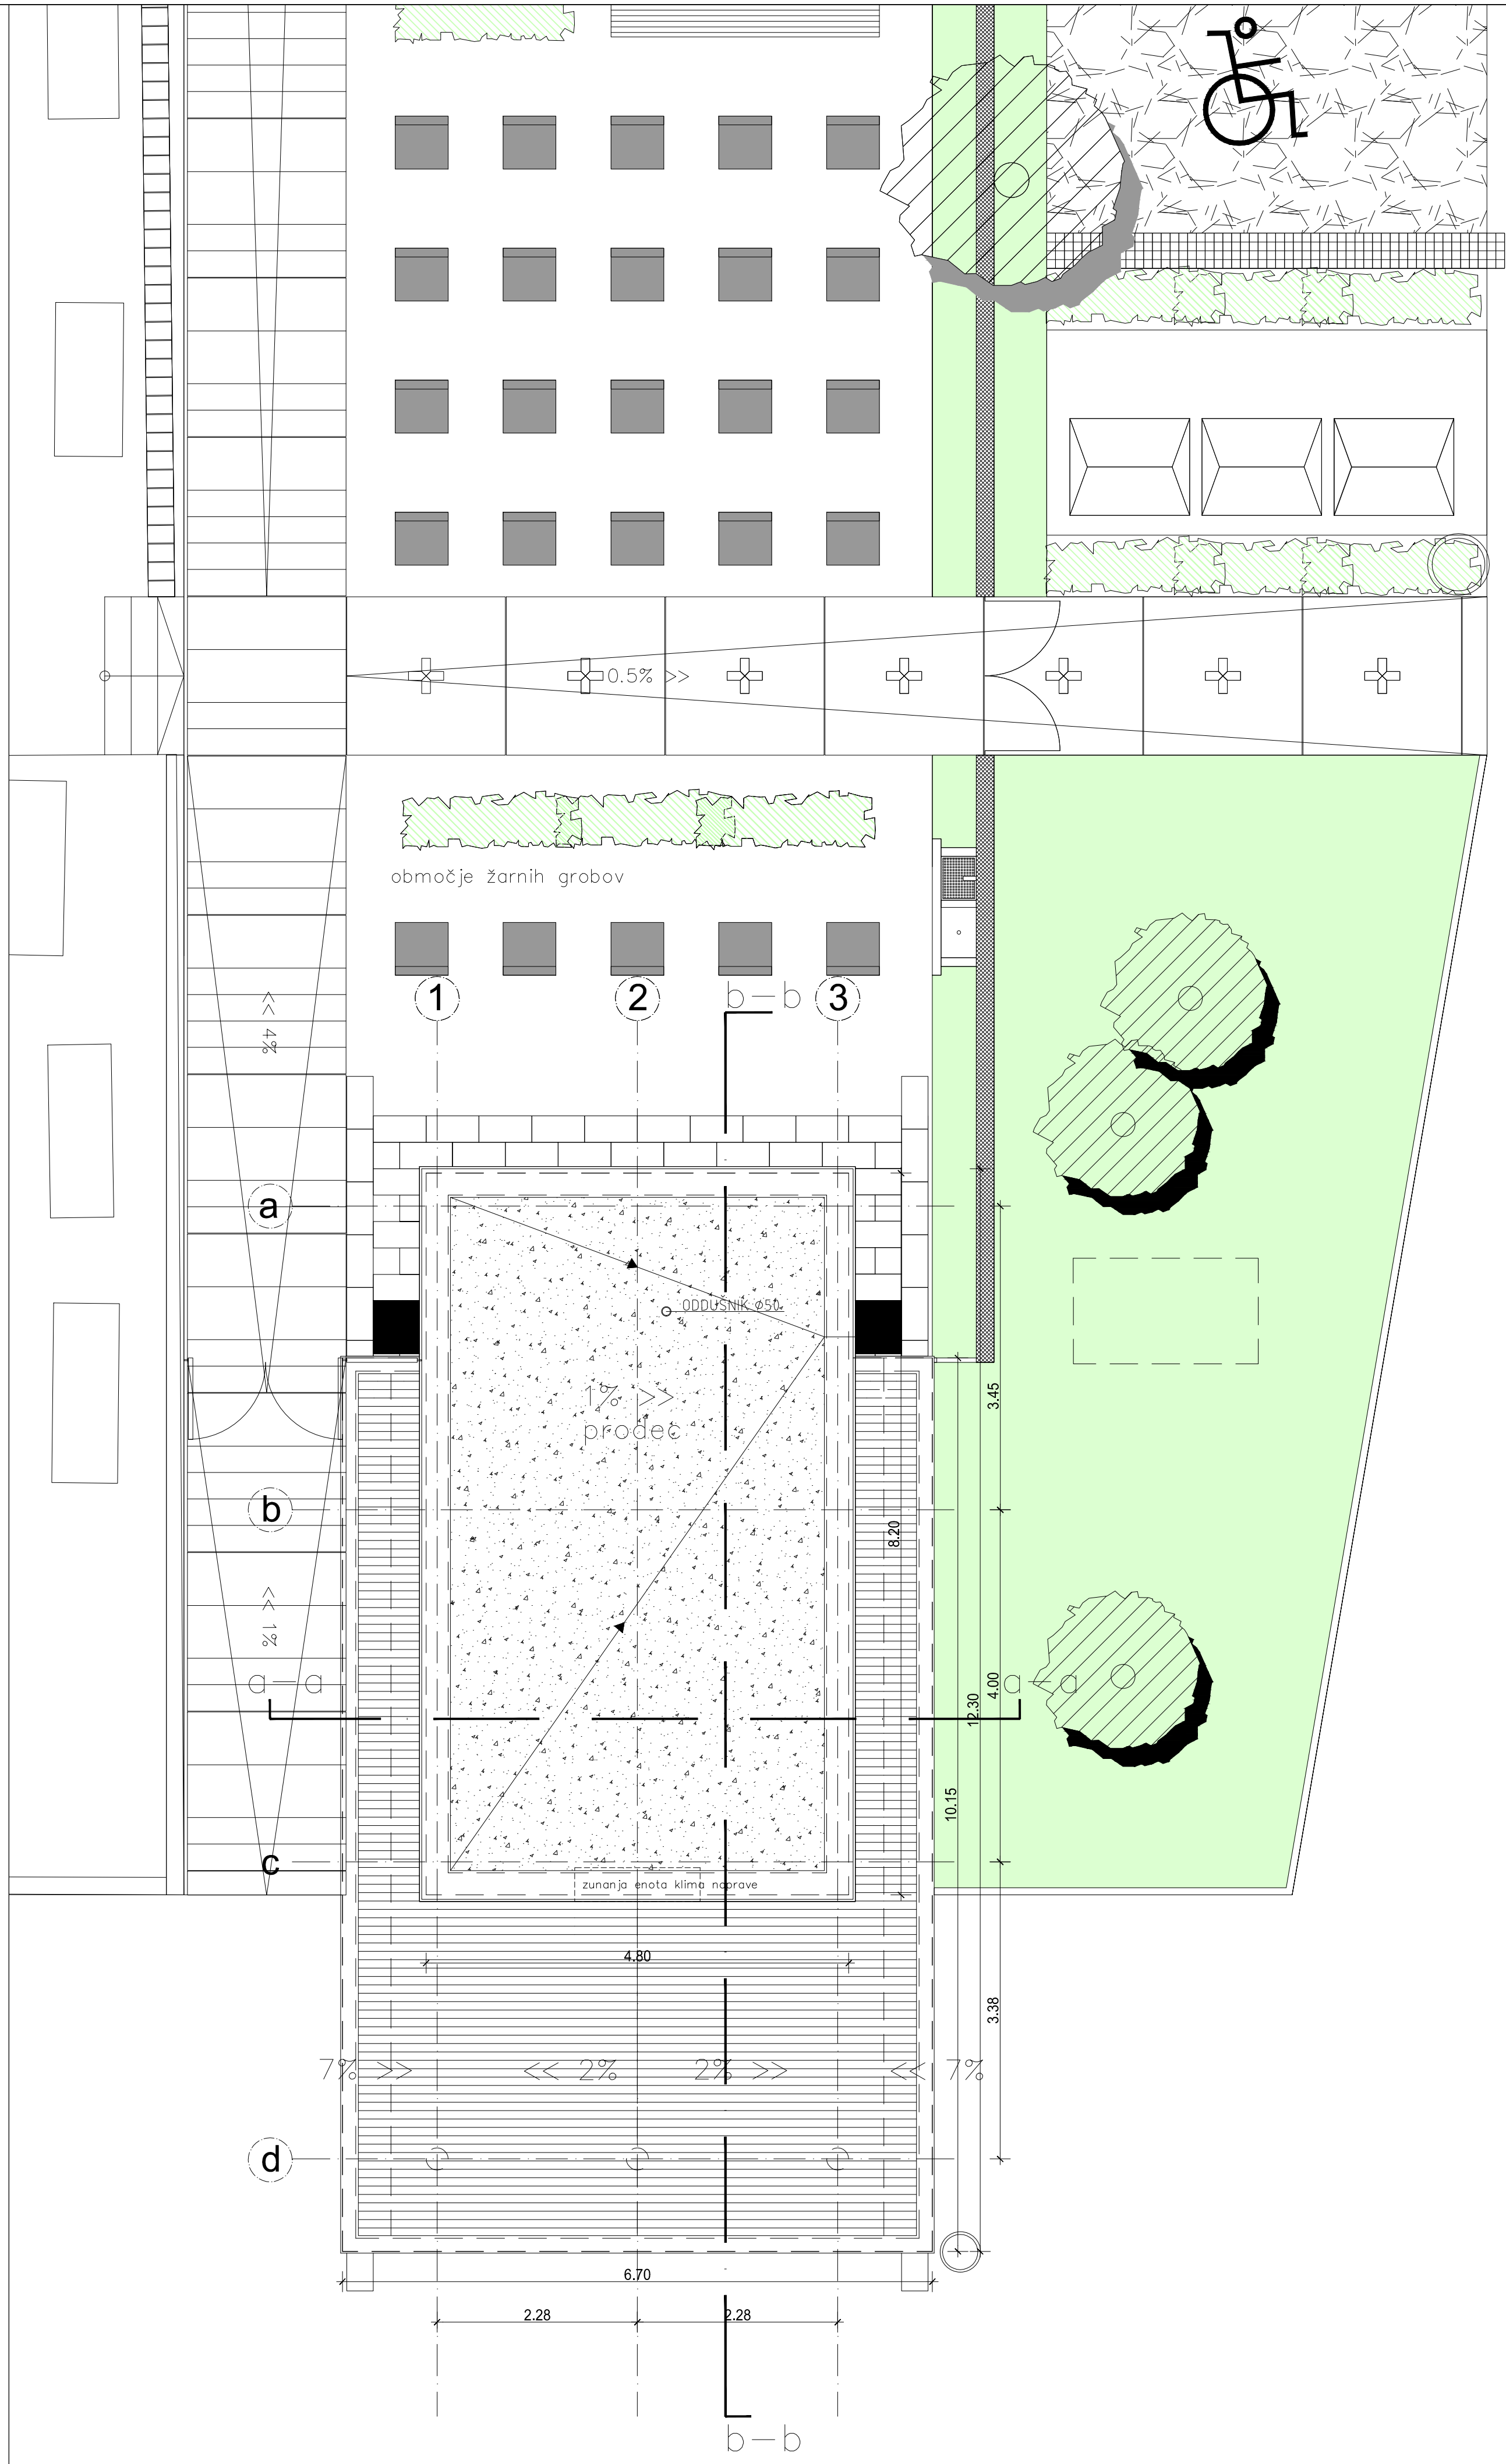 0.5% >>
območje žarnih grobov
1
2
b-b
3
<< 4%
a
ODDUŠNIK ø50
3.45
1% >>
prodec
b
8.20
<< 1%
a-a
a-a
4.00
12.30
10.15
c
zunanja enota klima naprave
4.80
3.38
7% >>
<< 2%
2% >>
<< 7%
d
6.70
2.28
2.28
b-b